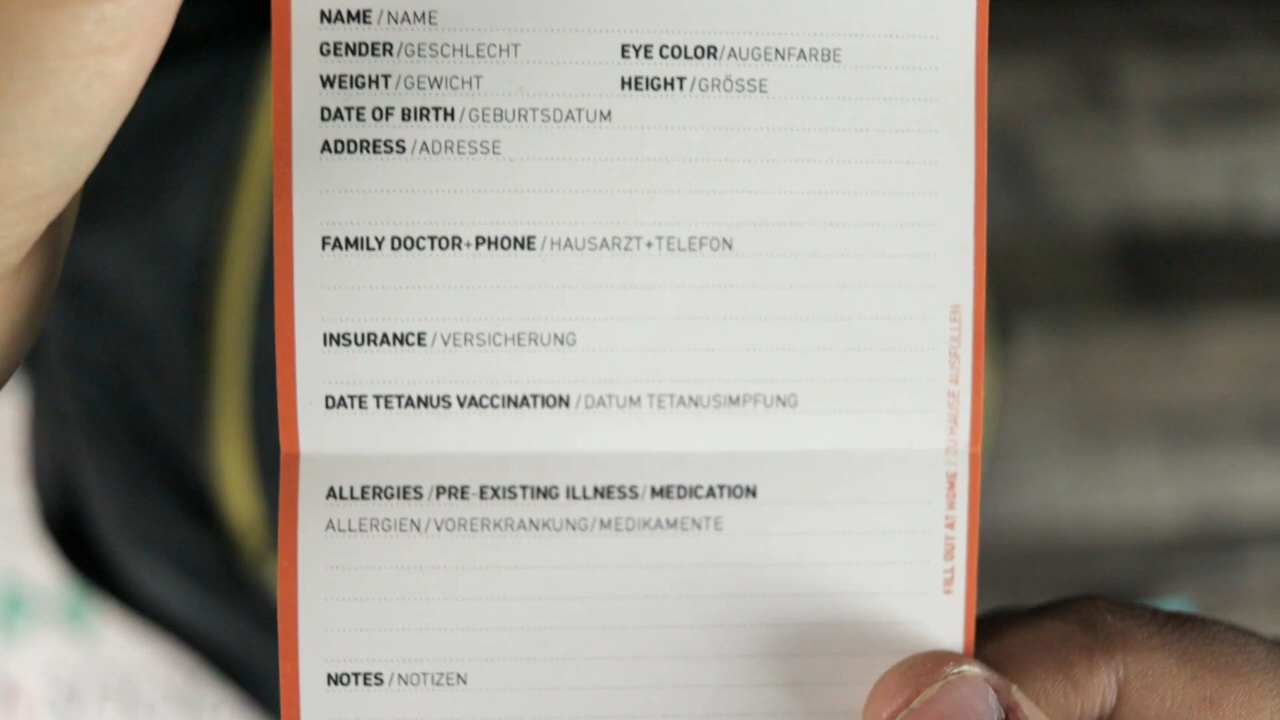 NAME / NAME
GENDER / GESCHLECHT EYE COLOR / AUGENFARBE
WEIGHT / GEWICHT HEIGHT / GRÖSSE
DATE OF BIRTH / GEBURTSDATUM
ADDRESS / ADRESSE
FAMILY DOCTOR+PHONE / HAUSARZT+TELEFON
INSURANCE / VERSICHERUNG
DATE TETANUS VACCINATION / DATUM TETANUSIMPFUNG
ALLERGIES / PRE-EXISTING ILLNESS / MEDICATION
ALLERGIEN / VORERKRANKUNG / MEDIKAMENTE
NOTES / NOTIZEN
FILL OUT AT HOME / ZU HAUSE AUSFÜLLEN